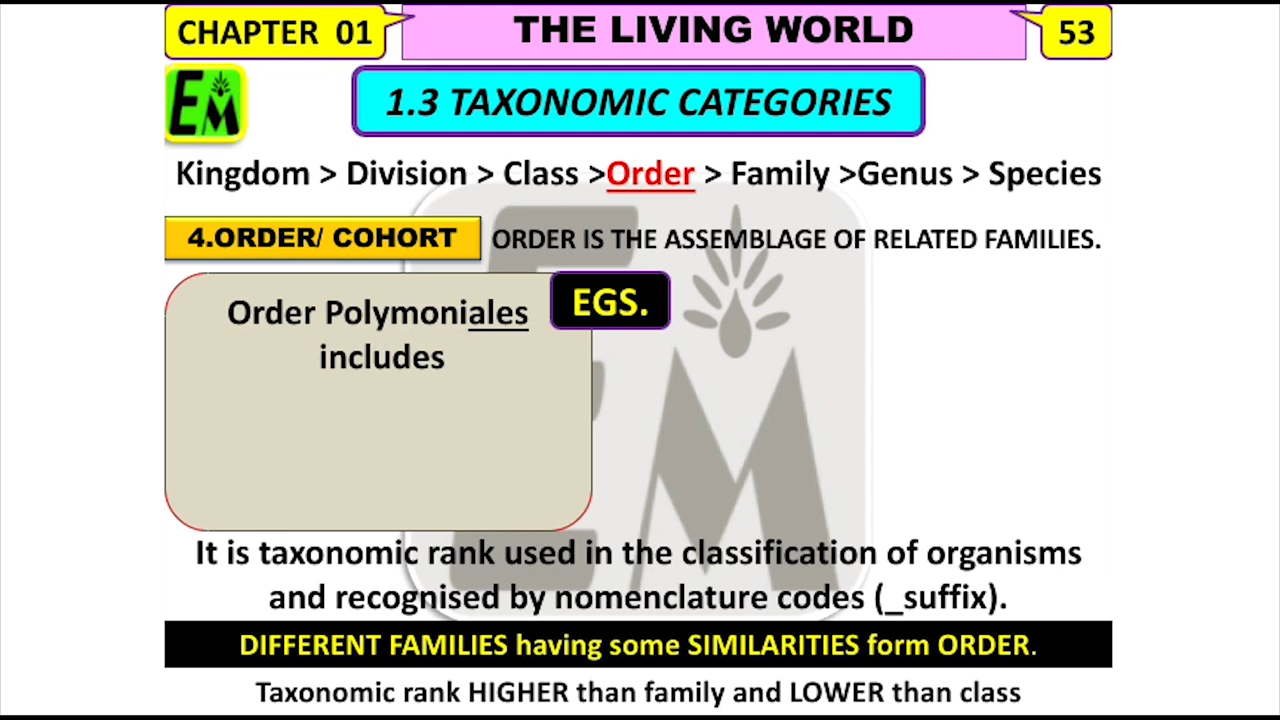 CHAPTER 01
THE LIVING WORLD
53
EM
1.3 TAXONOMIC CATEGORIES
Kingdom > Division > Class >Order > Family >Genus > Species
4.ORDER/ COHORT
ORDER IS THE ASSEMBLAGE OF RELATED FAMILIES.
EGS.
Order Polymoniales
includes
EM
It is taxonomic rank used in the classification of organisms
and recognised by nomenclature codes (_suffix).
DIFFERENT FAMILIES having some SIMILARITIES form ORDER.
Taxonomic rank HIGHER than family and LOWER than class